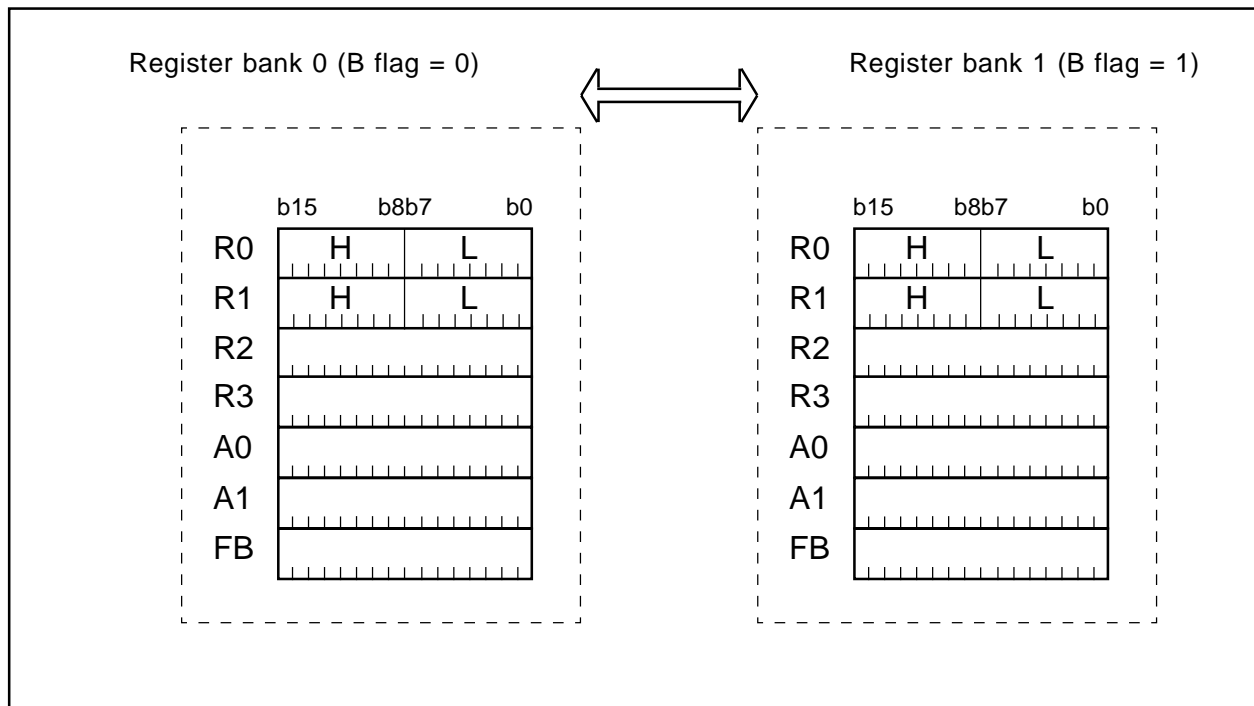 Register bank 0 (B flag = 0)
Register bank 1 (B flag = 1)
b15 b8b7 b0
R0 H L
R1 H L
R2
R3
A0
A1
FB
b15 b8b7 b0
R0 H L
R1 H L
R2
R3
A0
A1
FB